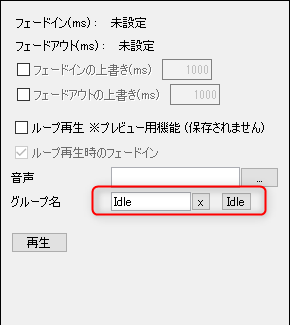 フェードイン(ms)： 未設定
フェードアウト(ms)： 未設定
フェードインの上書き(ms) 1000
フェードアウトの上書き(ms) 1000
ループ再生 ※プレビュー用機能 (保存されません)
ループ再生時のフェードイン
音声 ...
グループ名 Idle x Idle
再生